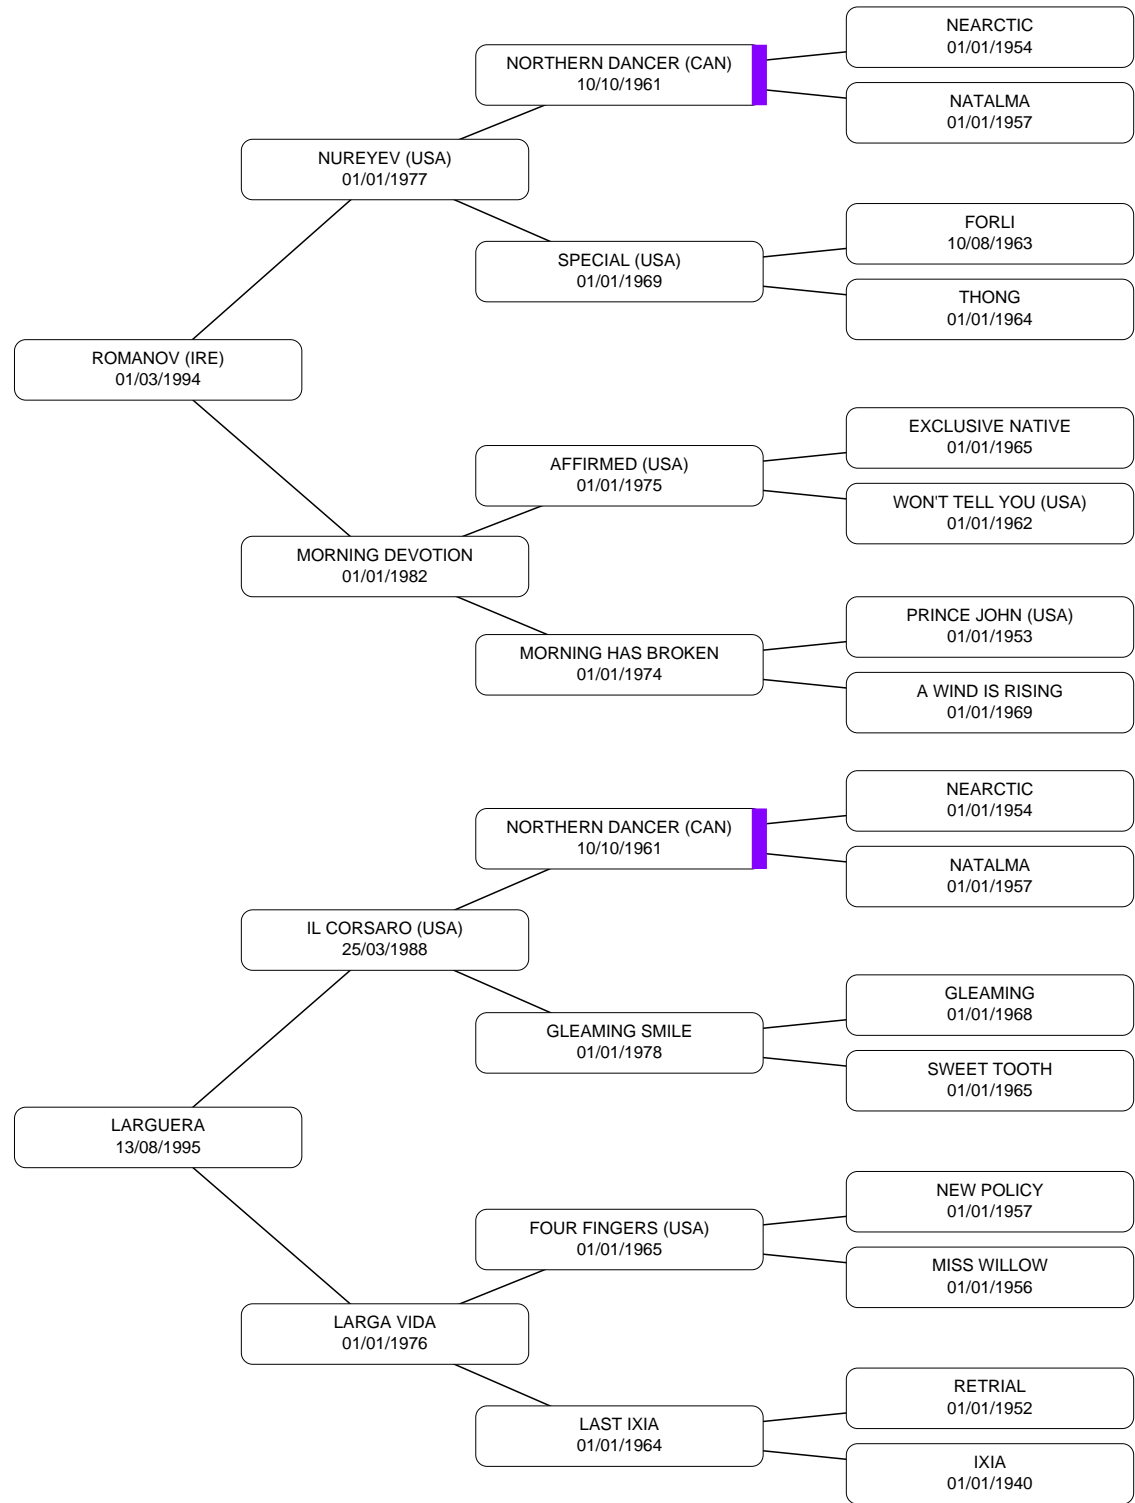 NEARCTIC
01/01/1954
NORTHERN DANCER (CAN)
10/10/1961
NATALMA
01/01/1957
NUREYEV (USA)
01/01/1977
FORLI
10/08/1963
SPECIAL (USA)
01/01/1969
THONG
01/01/1964
ROMANOV (IRE)
01/03/1994
EXCLUSIVE NATIVE
01/01/1965
AFFIRMED (USA)
01/01/1975
WON'T TELL YOU (USA)
01/01/1962
MORNING DEVOTION
01/01/1982
PRINCE JOHN (USA)
01/01/1953
MORNING HAS BROKEN
01/01/1974
A WIND IS RISING
01/01/1969
NEARCTIC
01/01/1954
NORTHERN DANCER (CAN)
10/10/1961
NATALMA
01/01/1957
IL CORSARO (USA)
25/03/1988
GLEAMING
01/01/1968
GLEAMING SMILE
01/01/1978
SWEET TOOTH
01/01/1965
LARGUERA
13/08/1995
NEW POLICY
01/01/1957
FOUR FINGERS (USA)
01/01/1965
MISS WILLOW
01/01/1956
LARGA VIDA
01/01/1976
RETRIAL
01/01/1952
LAST IXIA
01/01/1964
IXIA
01/01/1940